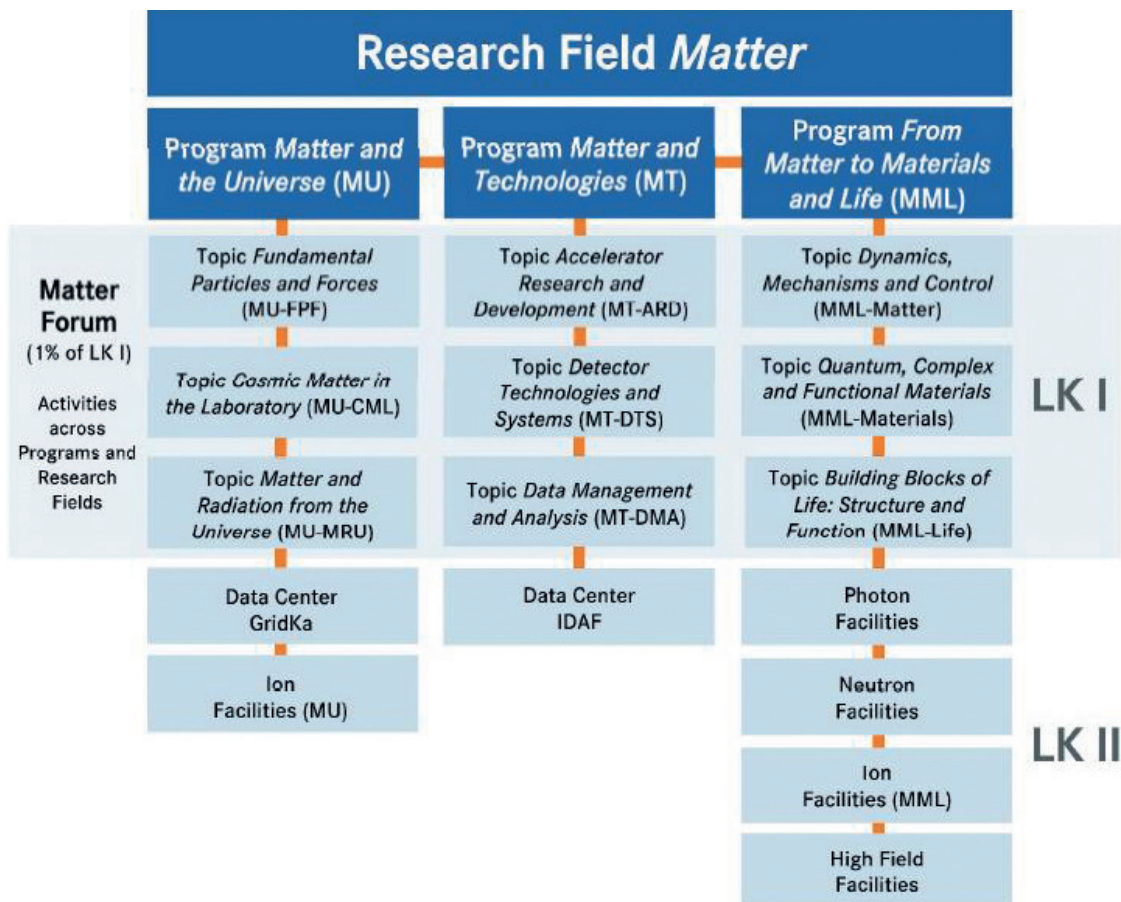 Research Field Matter
Program Matter and
the Universe (MU)
Program Matter and
Technologies (MT)
Program From
Matter to Materials
and Life (MML)
Matter
Forum
(1% of LK I)
Activities
across
Programs and
Research
Fields
Topic Fundamental
Particles and Forces
(MU-FPF)
Topic Cosmic Matter in
the Laboratory (MU-CML)
Topic Matter and
Radiation from the
Universe (MU-MRU)
Data Center
GridKa
Ion
Facilities (MU)
Topic Accelerator
Research and
Development (MT-ARD)
Topic Detector
Technologies and
Systems (MT-DTS)
Topic Data Management
and Analysis (MT-DMA)
Data Center
IDAF
Topic Dynamics,
Mechanisms and Control
(MML-Matter)
Topic Quantum, Complex
and Functional Materials
(MML-Materials)
Topic Building Blocks of
Life: Structure and
Function (MML-Life)
Photon
Facilities
Neutron
Facilities
Ion
Facilities (MML)
High Field
Facilities
LK I
LK II